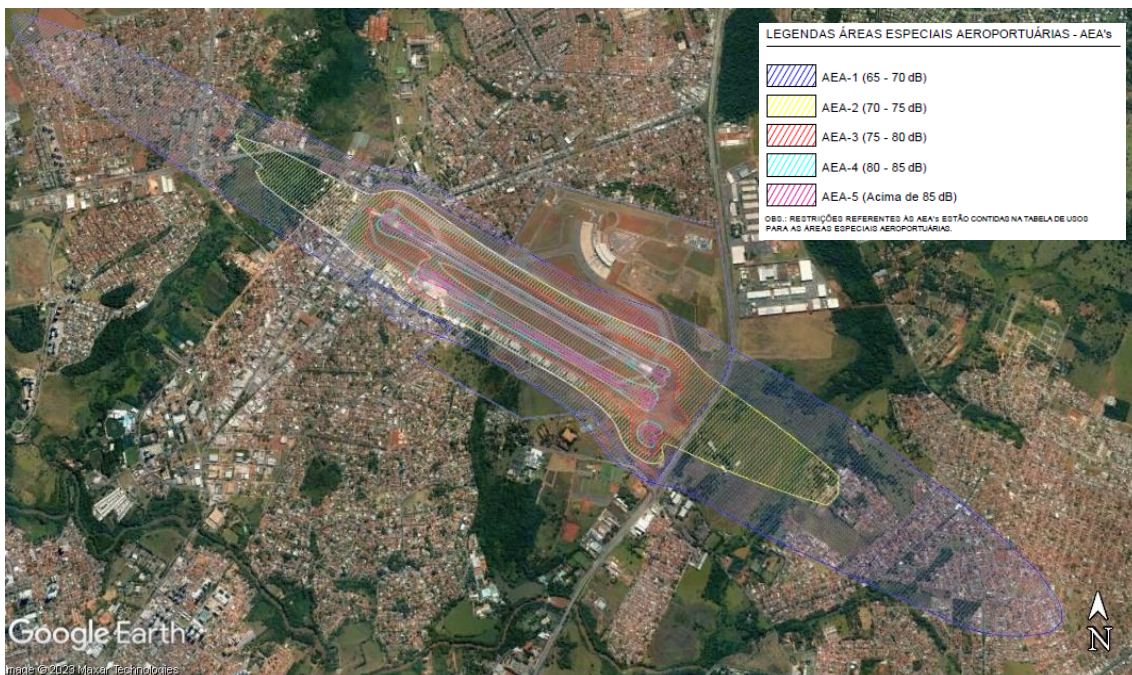 LEGENDAS ÁREAS ESPECIAIS AEROPORTUÁRIAS - AEA's
AEA-1 (65 - 70 dB)
AEA-2 (70 - 75 dB)
AEA-3 (75 - 80 dB)
AEA-4 (80 - 85 dB)
AEA-5 (Acima de 85 dB)
OBS.: RESTRIÇÕES REFERENTES ÀS AEA's ESTÃO CONTIDAS NA TABELA DE USOS
PARA AS ÁREAS ESPECIAIS AEROPORTUÁRIAS.
N
Google Earth
Image © 2023 Maxar Technologies